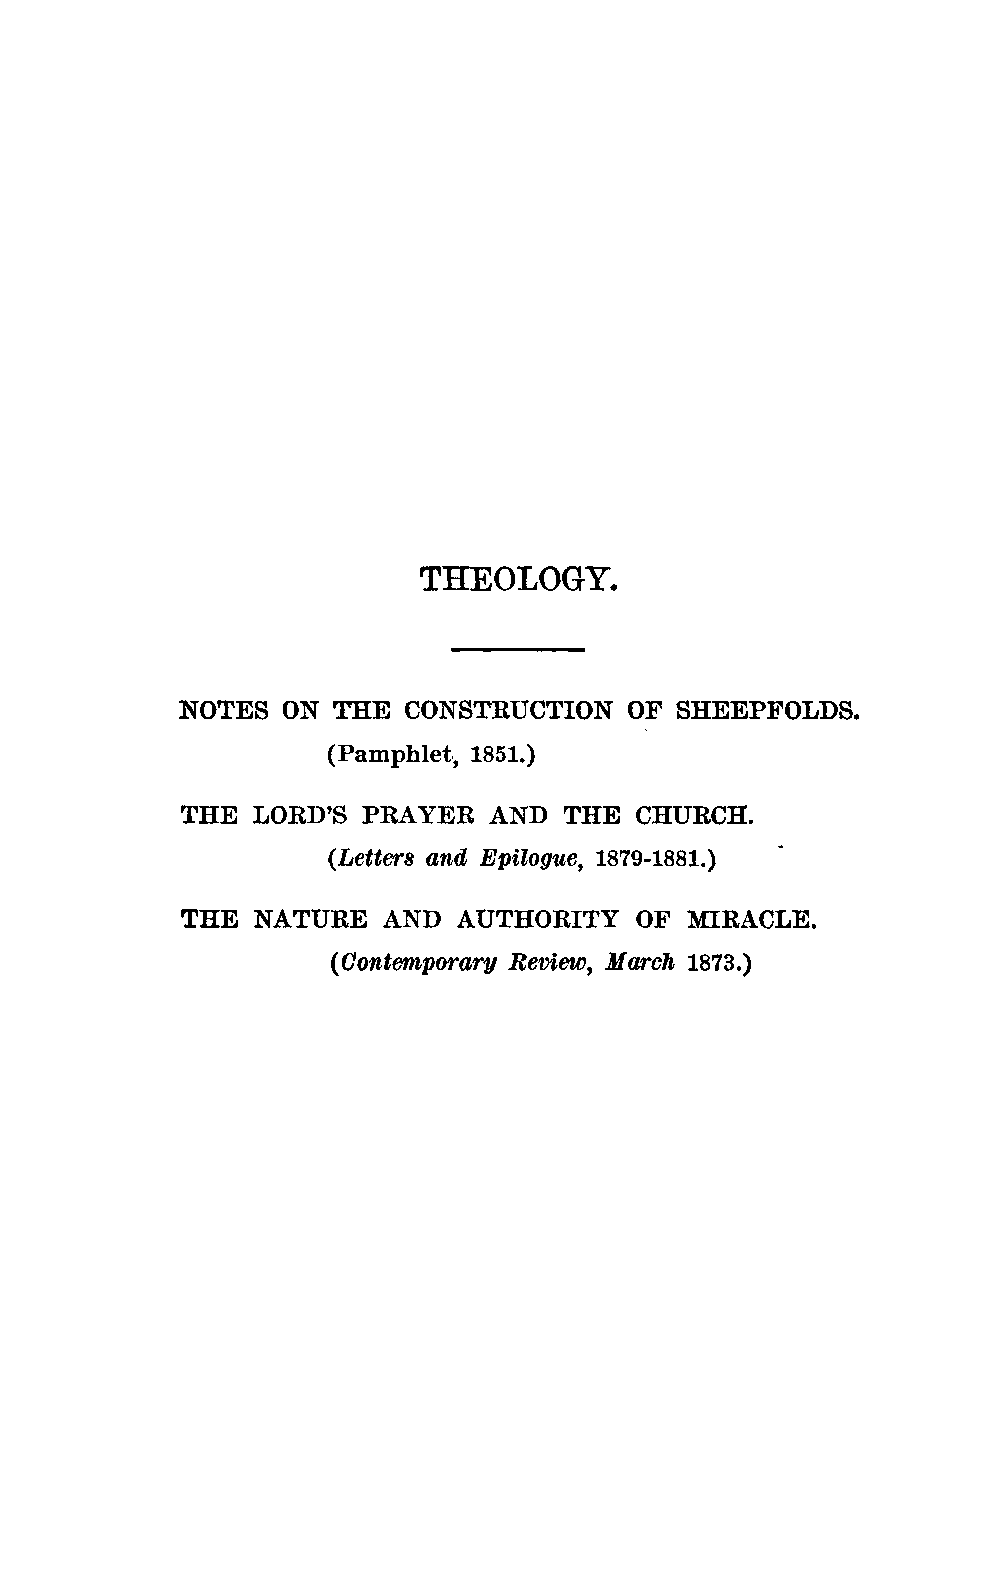 THEOLOGY.
NOTES ON THE CONSTRUCTION OF SHEEPFOLDS.
(Pamphlet, 1851.)
THE LORD'S PRAYER AND THE CHURCH.
(Letters and Epilogue, 1879-1881.)
THE NATURE AND AUTHORITY OF MIRACLE.
(Contemporary Review, March 1873.)